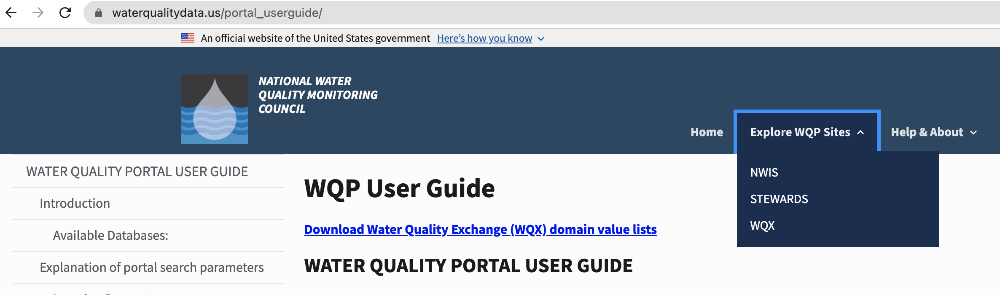 waterqualitydata.us/portal_userguide/
An official website of the United States government Here’s how you know
NATIONAL WATER
QUALITY MONITORING
COUNCIL
Home Explore WQP Sites Help & About
NWIS
STEWARDS
WQX
WATER QUALITY PORTAL USER GUIDE
Introduction
Available Databases:
Explanation of portal search parameters
WQP User Guide
Download Water Quality Exchange (WQX) domain value lists
WATER QUALITY PORTAL USER GUIDE